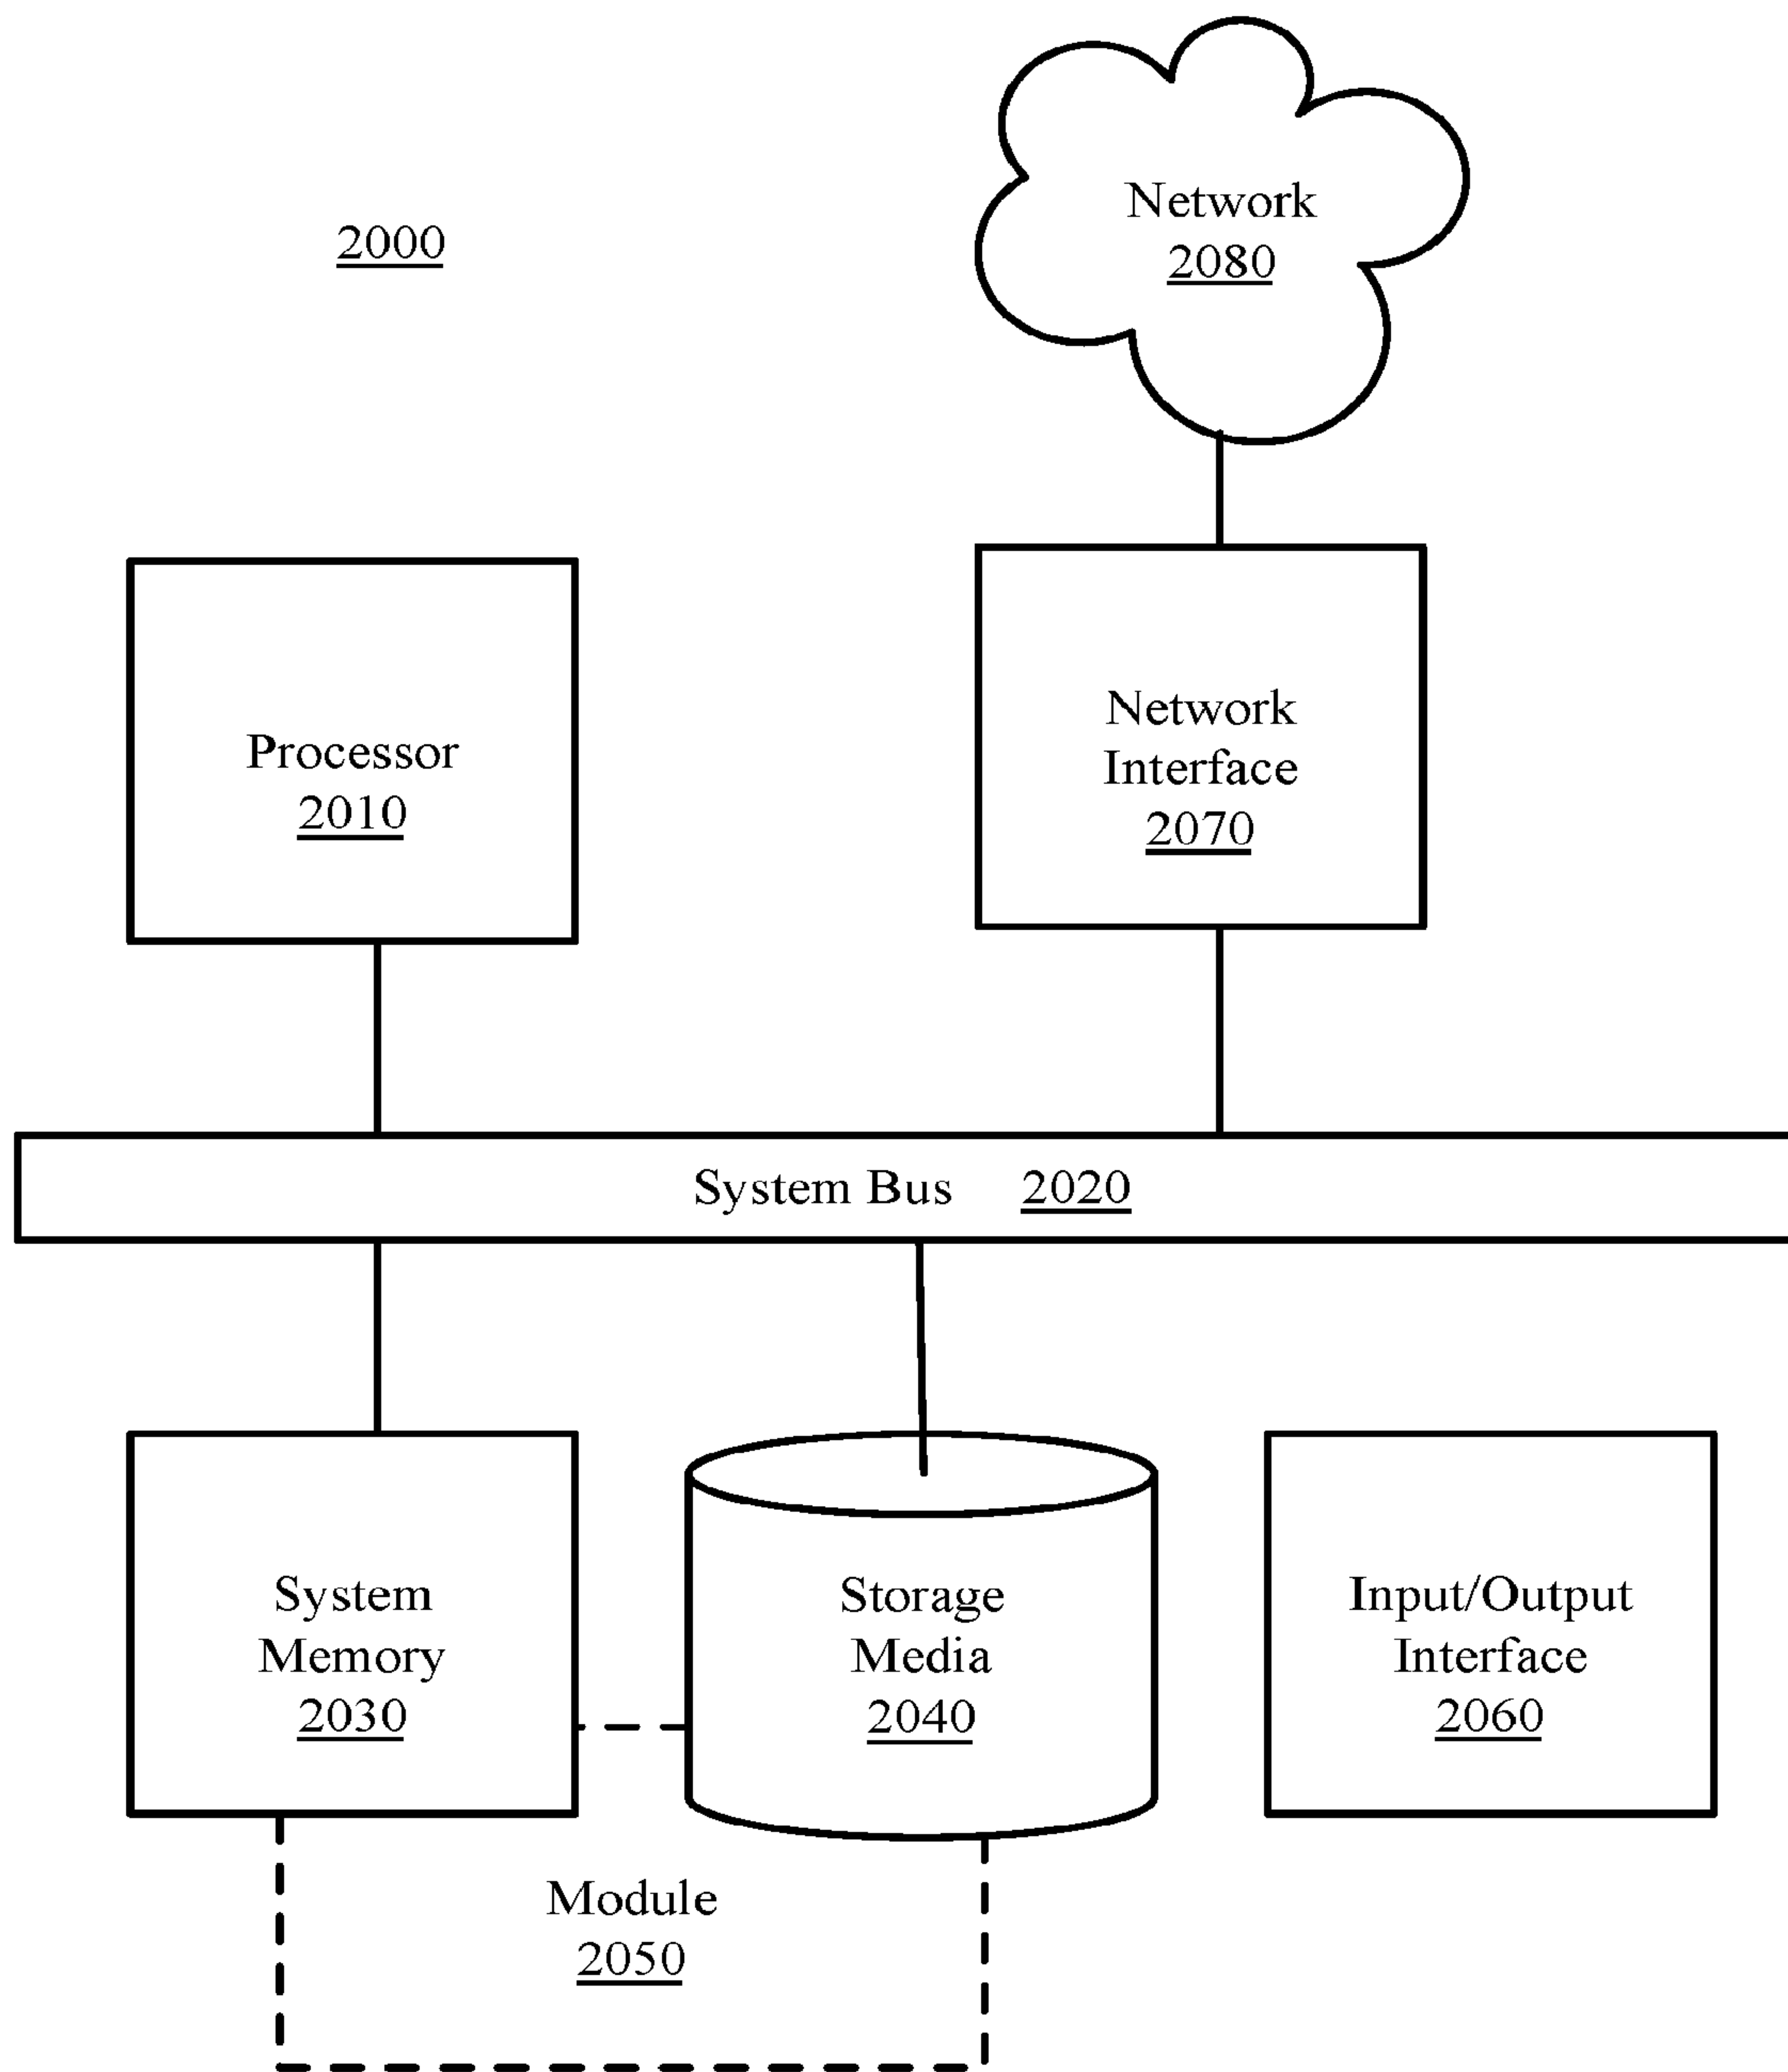 2000
Network
2080
Processor
2010
Network
Interface
2070
System Bus 2020
System
Memory
2030
Storage
Media
2040
Input/Output
Interface
2060
Module
2050